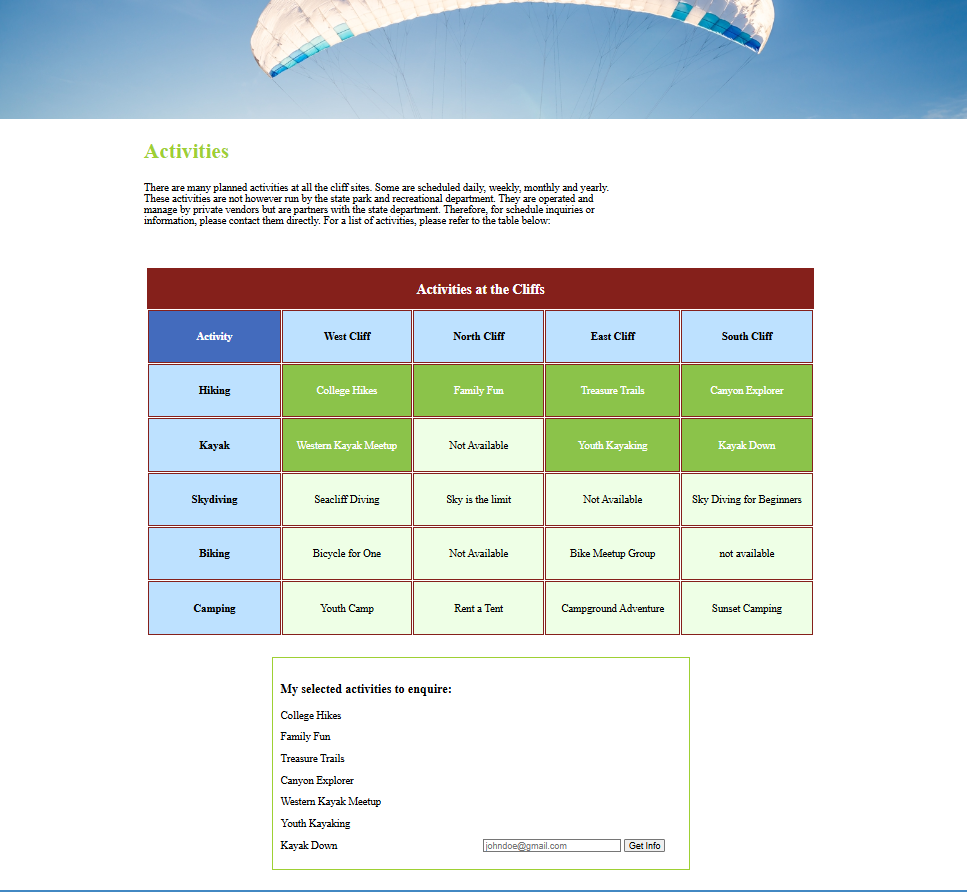 Activities
There are many planned activities at all the cliff sites. Some are scheduled daily, weekly, monthly and yearly.
These activities are not however run by the state park and recreational department. They are operated and
manage by private vendors but are partners with the state department. Therefore, for schedule inquiries or
information, please contact them directly. For a list of activities, please refer to the table below:
Activities at the Cliffs
Activity West Cliff North Cliff East Cliff South Cliff
Hiking College Hikes Family Fun Treasure Trails Canyon Explorer
Kayak Western Kayak Meetup Not Available Youth Kayaking Kayak Down
Skydiving Seacliff Diving Sky is the limit Not Available Sky Diving for Beginners
Biking Bicycle for One Not Available Bike Meetup Group not available
Camping Youth Camp Rent a Tent Campground Adventure Sunset Camping
My selected activities to enquire:
College Hikes
Family Fun
Treasure Trails
Canyon Explorer
Western Kayak Meetup
Youth Kayaking
Kayak Down johndoe@gmail.com Get Info